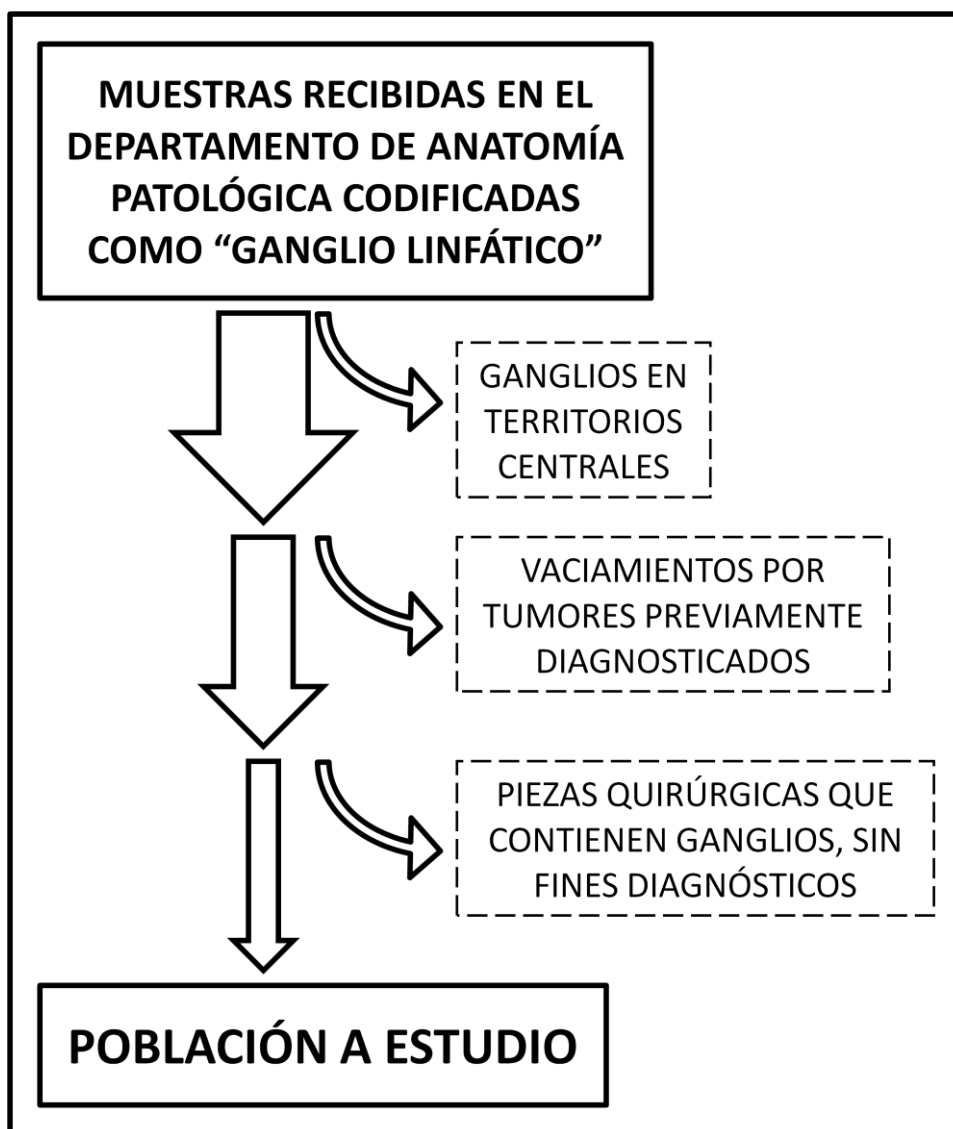 MUESTRAS RECIBIDAS EN EL
DEPARTAMENTO DE ANATOMÍA
PATOLÓGICA CODIFICADAS
COMO “GANGLIO LINFÁTICO”
GANGLIOS EN
TERRITORIOS
CENTRALES
VACIAMIENTOS POR
TUMORES PREVIAMENTE
DIAGNOSTICADOS
PIEZAS QUIRÚRGICAS QUE
CONTIENEN GANGLIOS, SIN
FINES DIAGNÓSTICOS
POBLACIÓN A ESTUDIO